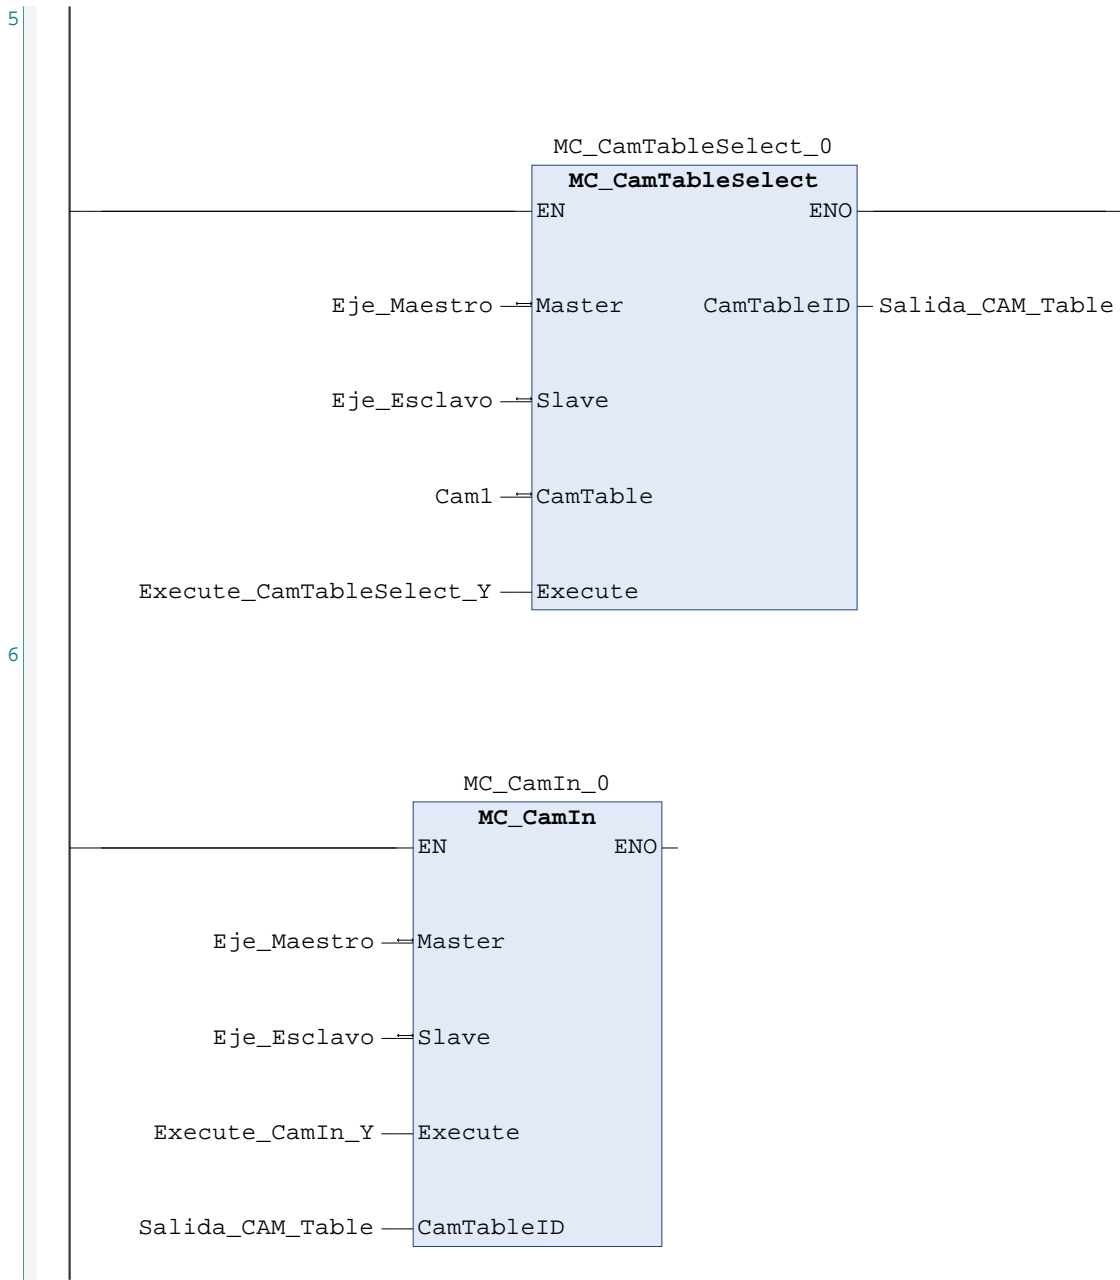 5
MC_CamTableSelect_0
MC_CamTableSelect
EN ENO
Eje_Maestro Master CamTableID Salida_CAM_Table
Eje_Esclavo Slave
Cam1 CamTable
Execute_CamTableSelect_Y Execute
6
MC_CamIn_0
MC_CamIn
EN ENO
Eje_Maestro Master
Eje_Esclavo Slave
Execute_CamIn_Y Execute
Salida_CAM_Table CamTableID